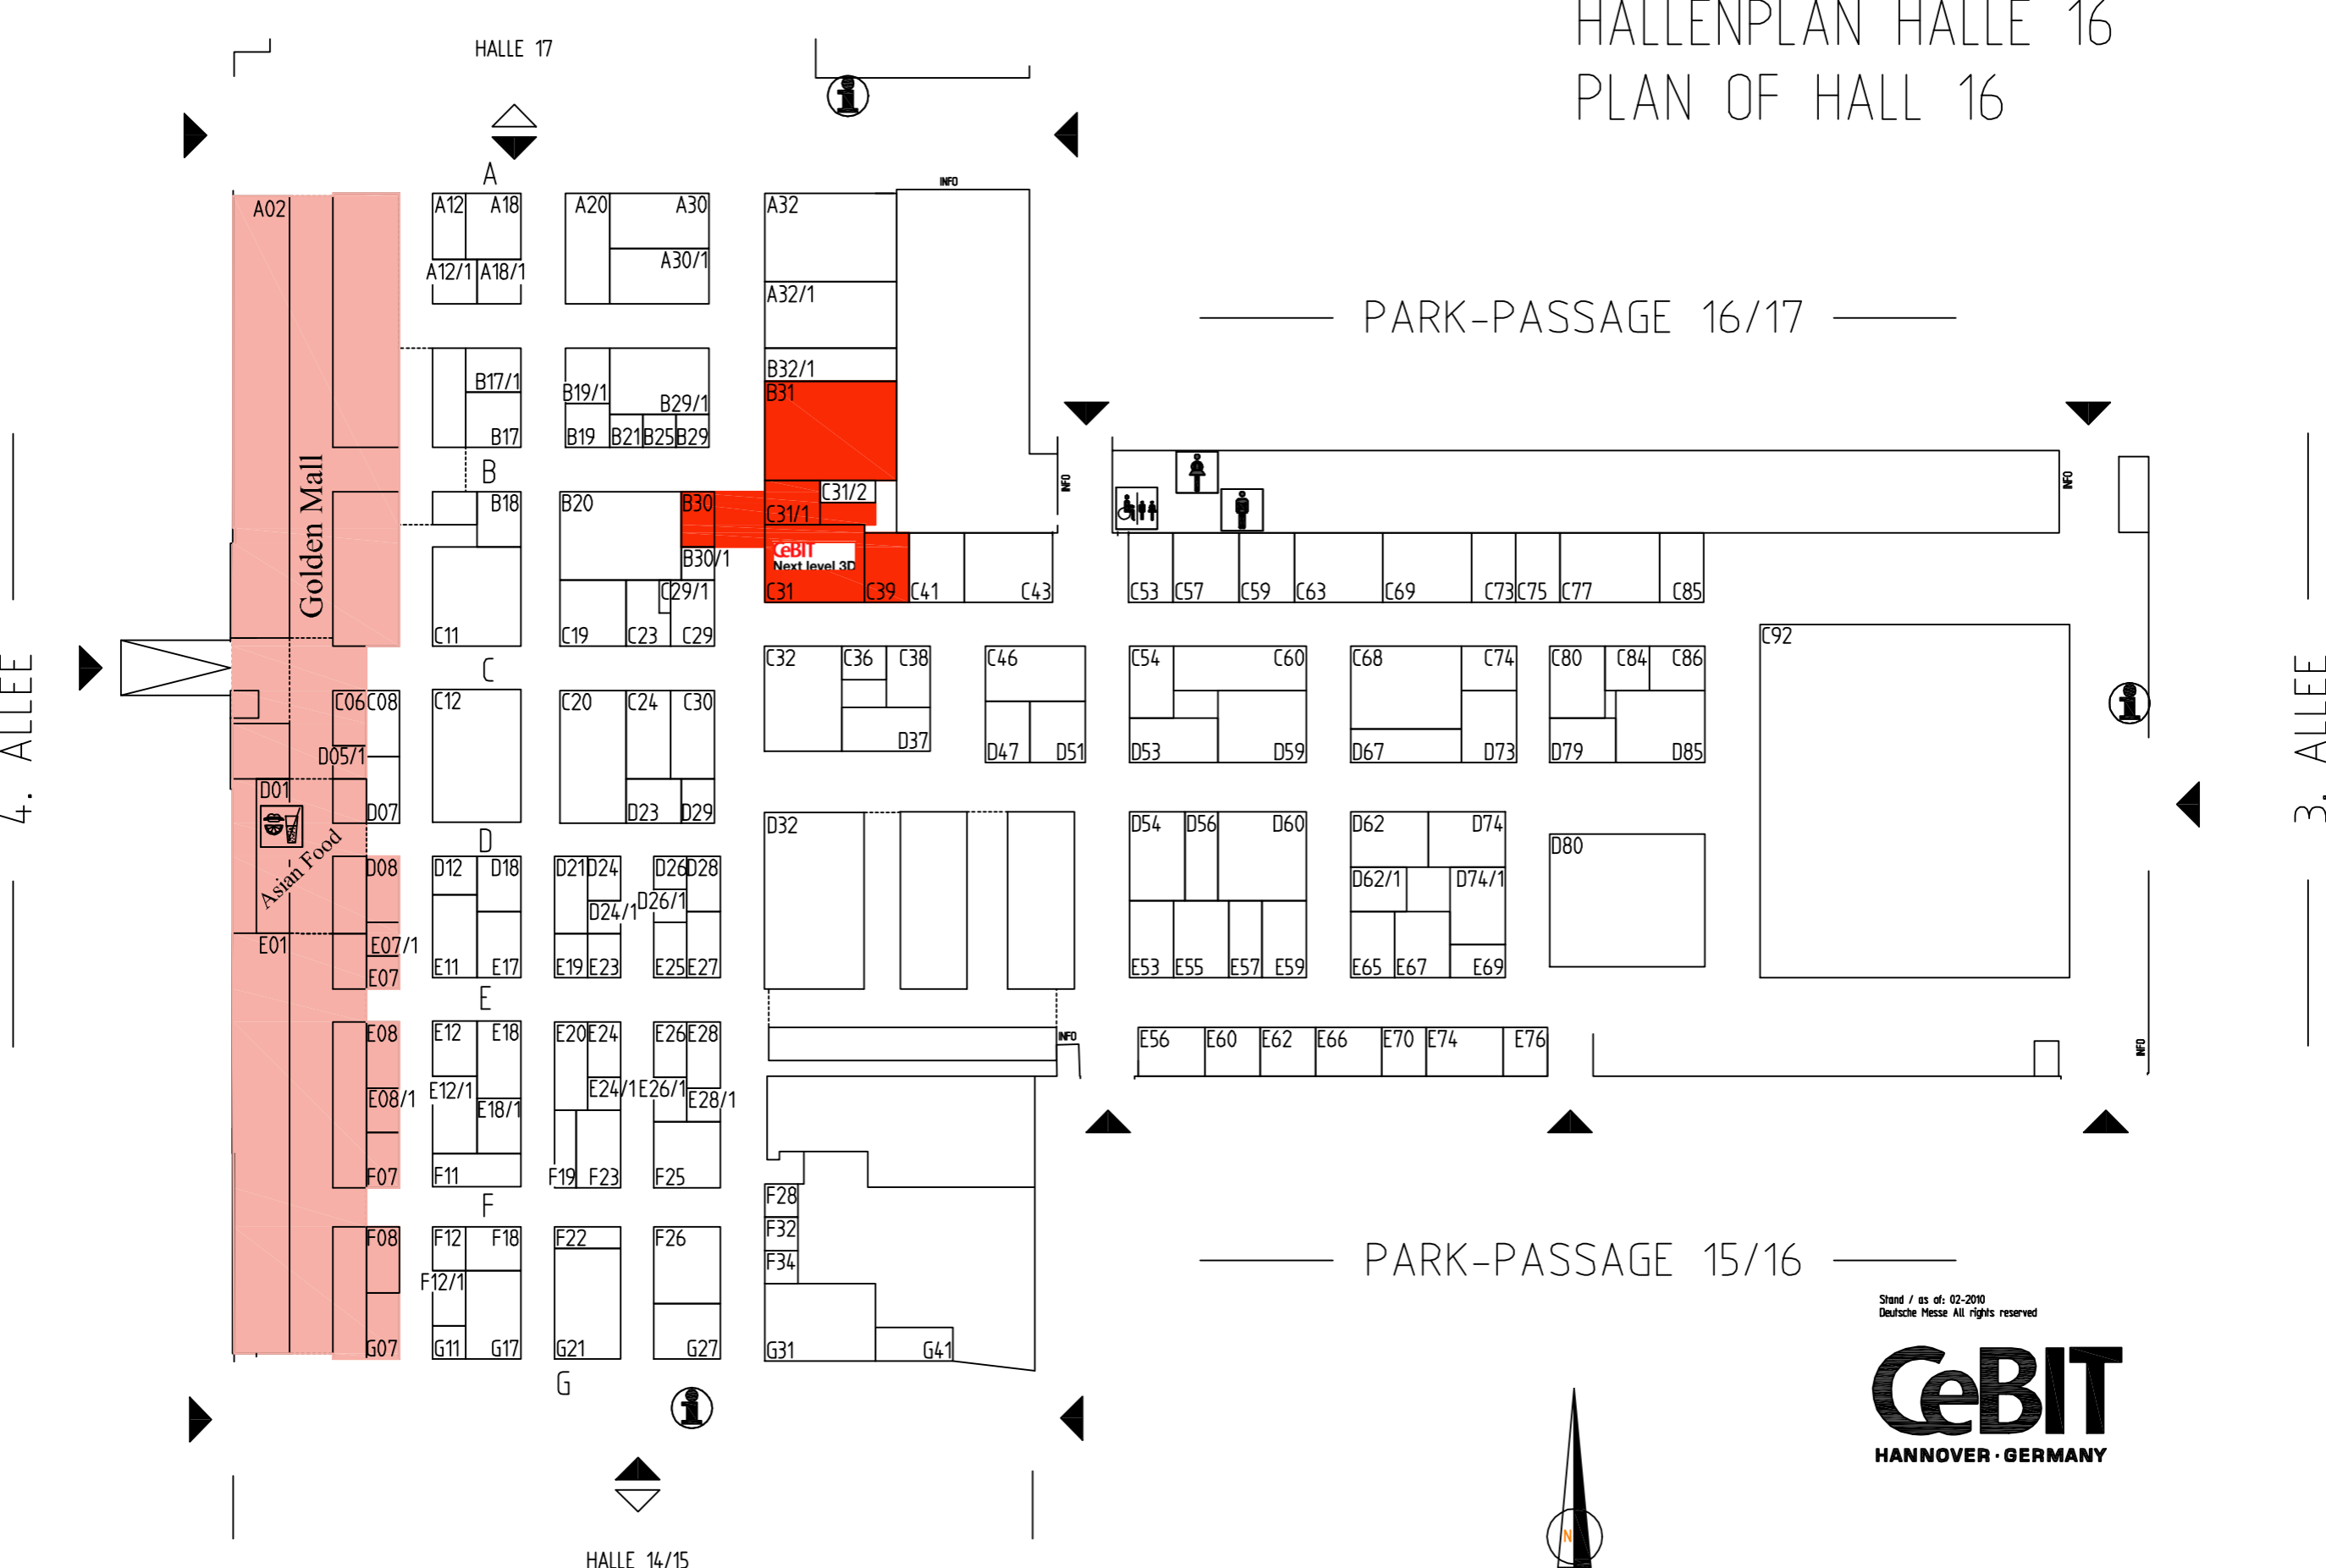 HALLENPLAN HALLE 16
PLAN OF HALL 16
HALLE 17
A
INFO
A02
A12 A18
A20 A30
A32
A12/1 A18/1
A30/1
A32/1
PARK-PASSAGE 16/17
B17/1
B19/1
B29/1
B32/1
B31
B17
B19 B21 B25 B29
Golden Mall
B
INFO
INFO
B18
B20
B30
C31/2
C31/1
B30/1
CeBIT
Next level 3D
C29/1
C31 C39 C41 C43
C53 C57 C59 C63 C69 C73 C75 C77 C85
C11
C19 C23 C29
C92
4. ALLEE
3. ALLEE
C
C32 C36 C38
C46
C54 C60
C68 C74
C80 C84 C86
C06 C08
C12
C20 C24 C30
D05/1
D37
D47 D51
D53 D59
D67 D73
D79 D85
D01
D07
D23 D29
D
D32
D54 D56 D60
D62 D74
D80
Asian Food
D08
D12 D18
D21 D24
D26 D28
D24/1
D26/1
D62/1
D74/1
E01
E07/1
E07
E11 E17
E19 E23
E25 E27
E53 E55 E57 E59
E65 E67 E69
E
E08
E12 E18
E20 E24
E26 E28
INFO
E56 E60 E62 E66 E70 E74 E76
INFO
E08/1
E12/1
E18/1
E24/1
E26/1
E28/1
F07
F11
F19 F23
F25
F28
F
F08
F12 F18
F22
F26
F32
F34
F12/1
PARK-PASSAGE 15/16
G07
G11 G17
G21
G27
G31
G41
G
Stand / as of: 02-2010
Deutsche Messe All rights reserved
CeBIT
HANNOVER · GERMANY
N
HALLE 14/15